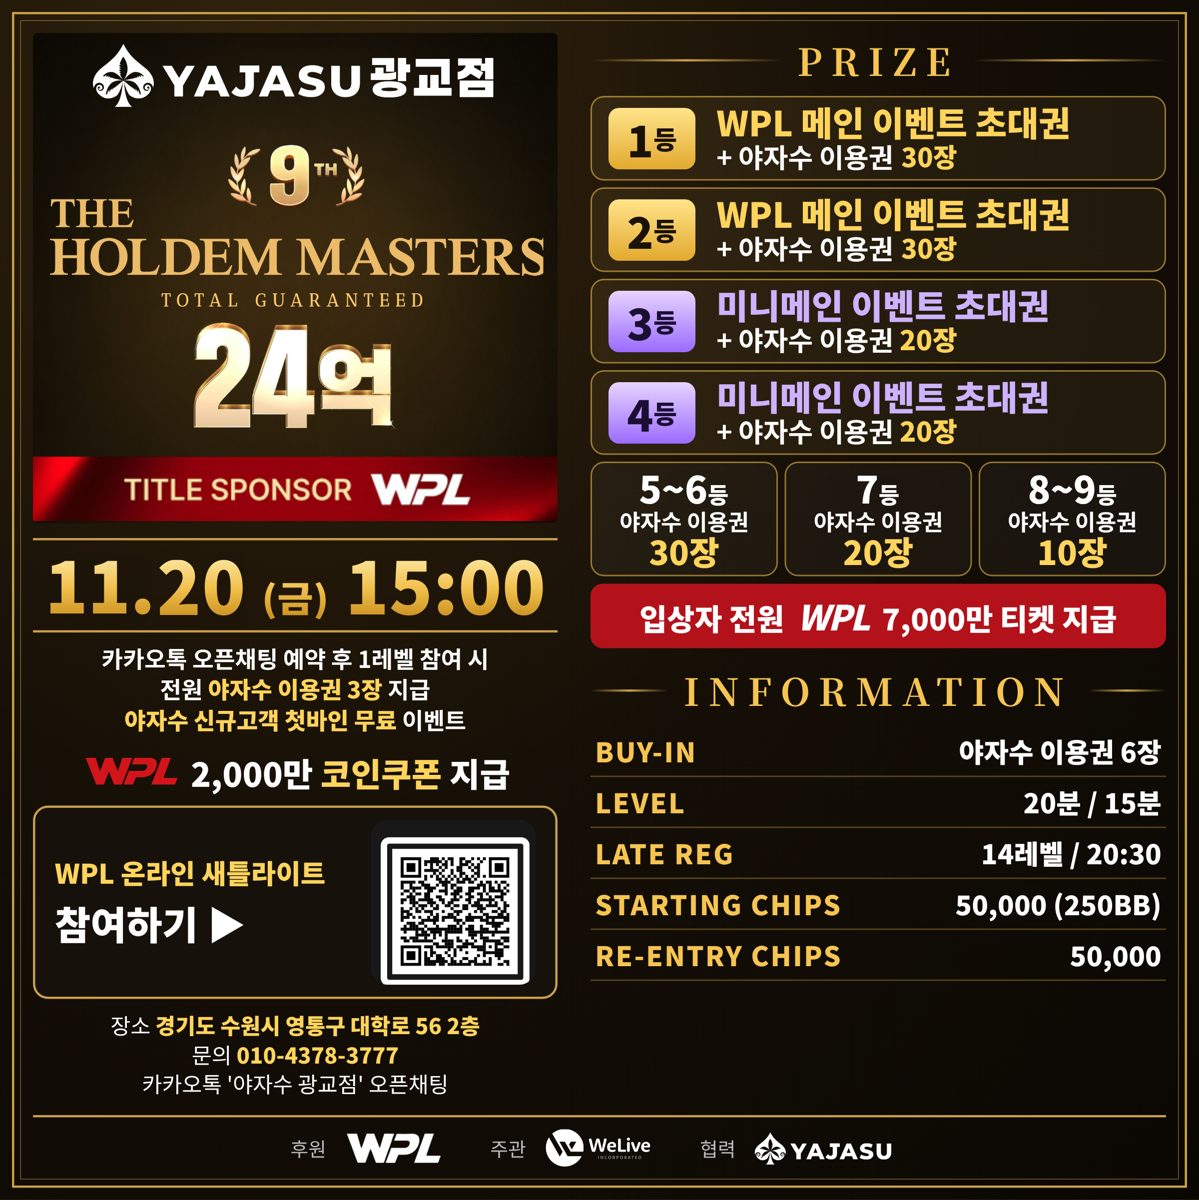 YAJASU광교점
9TH
THE
HOLDEM MASTERS
TOTAL GUARANTEED
24억
TITLE SPONSOR WPL
11.20 (금) 15:00
카카오톡 오픈채팅 예약 후 1레벨 참여 시
전원 야자수 이용권 3장 지급
야자수 신규고객 첫바인 무료 이벤트
WPL 2,000만 코인쿠폰 지급
WPL 온라인 새틀라이트
참여하기 ▶
장소 경기도 수원시 영통구 대학로 56 2층
문의 010-4378-3777
카카오톡 '야자수 광교점' 오픈채팅
PRIZE
1등 WPL 메인 이벤트 초대권
+ 야자수 이용권 30장
2등 WPL 메인 이벤트 초대권
+ 야자수 이용권 30장
3등 미니메인 이벤트 초대권
+ 야자수 이용권 20장
4등 미니메인 이벤트 초대권
+ 야자수 이용권 20장
5~6등
야자수 이용권
30장
7등
야자수 이용권
20장
8~9등
야자수 이용권
10장
입상자 전원 WPL 7,000만 티켓 지급
INFORMATION
BUY-IN 야자수 이용권 6장
LEVEL 20분 / 15분
LATE REG 14레벨 / 20:30
STARTING CHIPS 50,000 (250BB)
RE-ENTRY CHIPS 50,000
후원 WPL 주관 WeLive INCORPORATED 협력 YAJASU